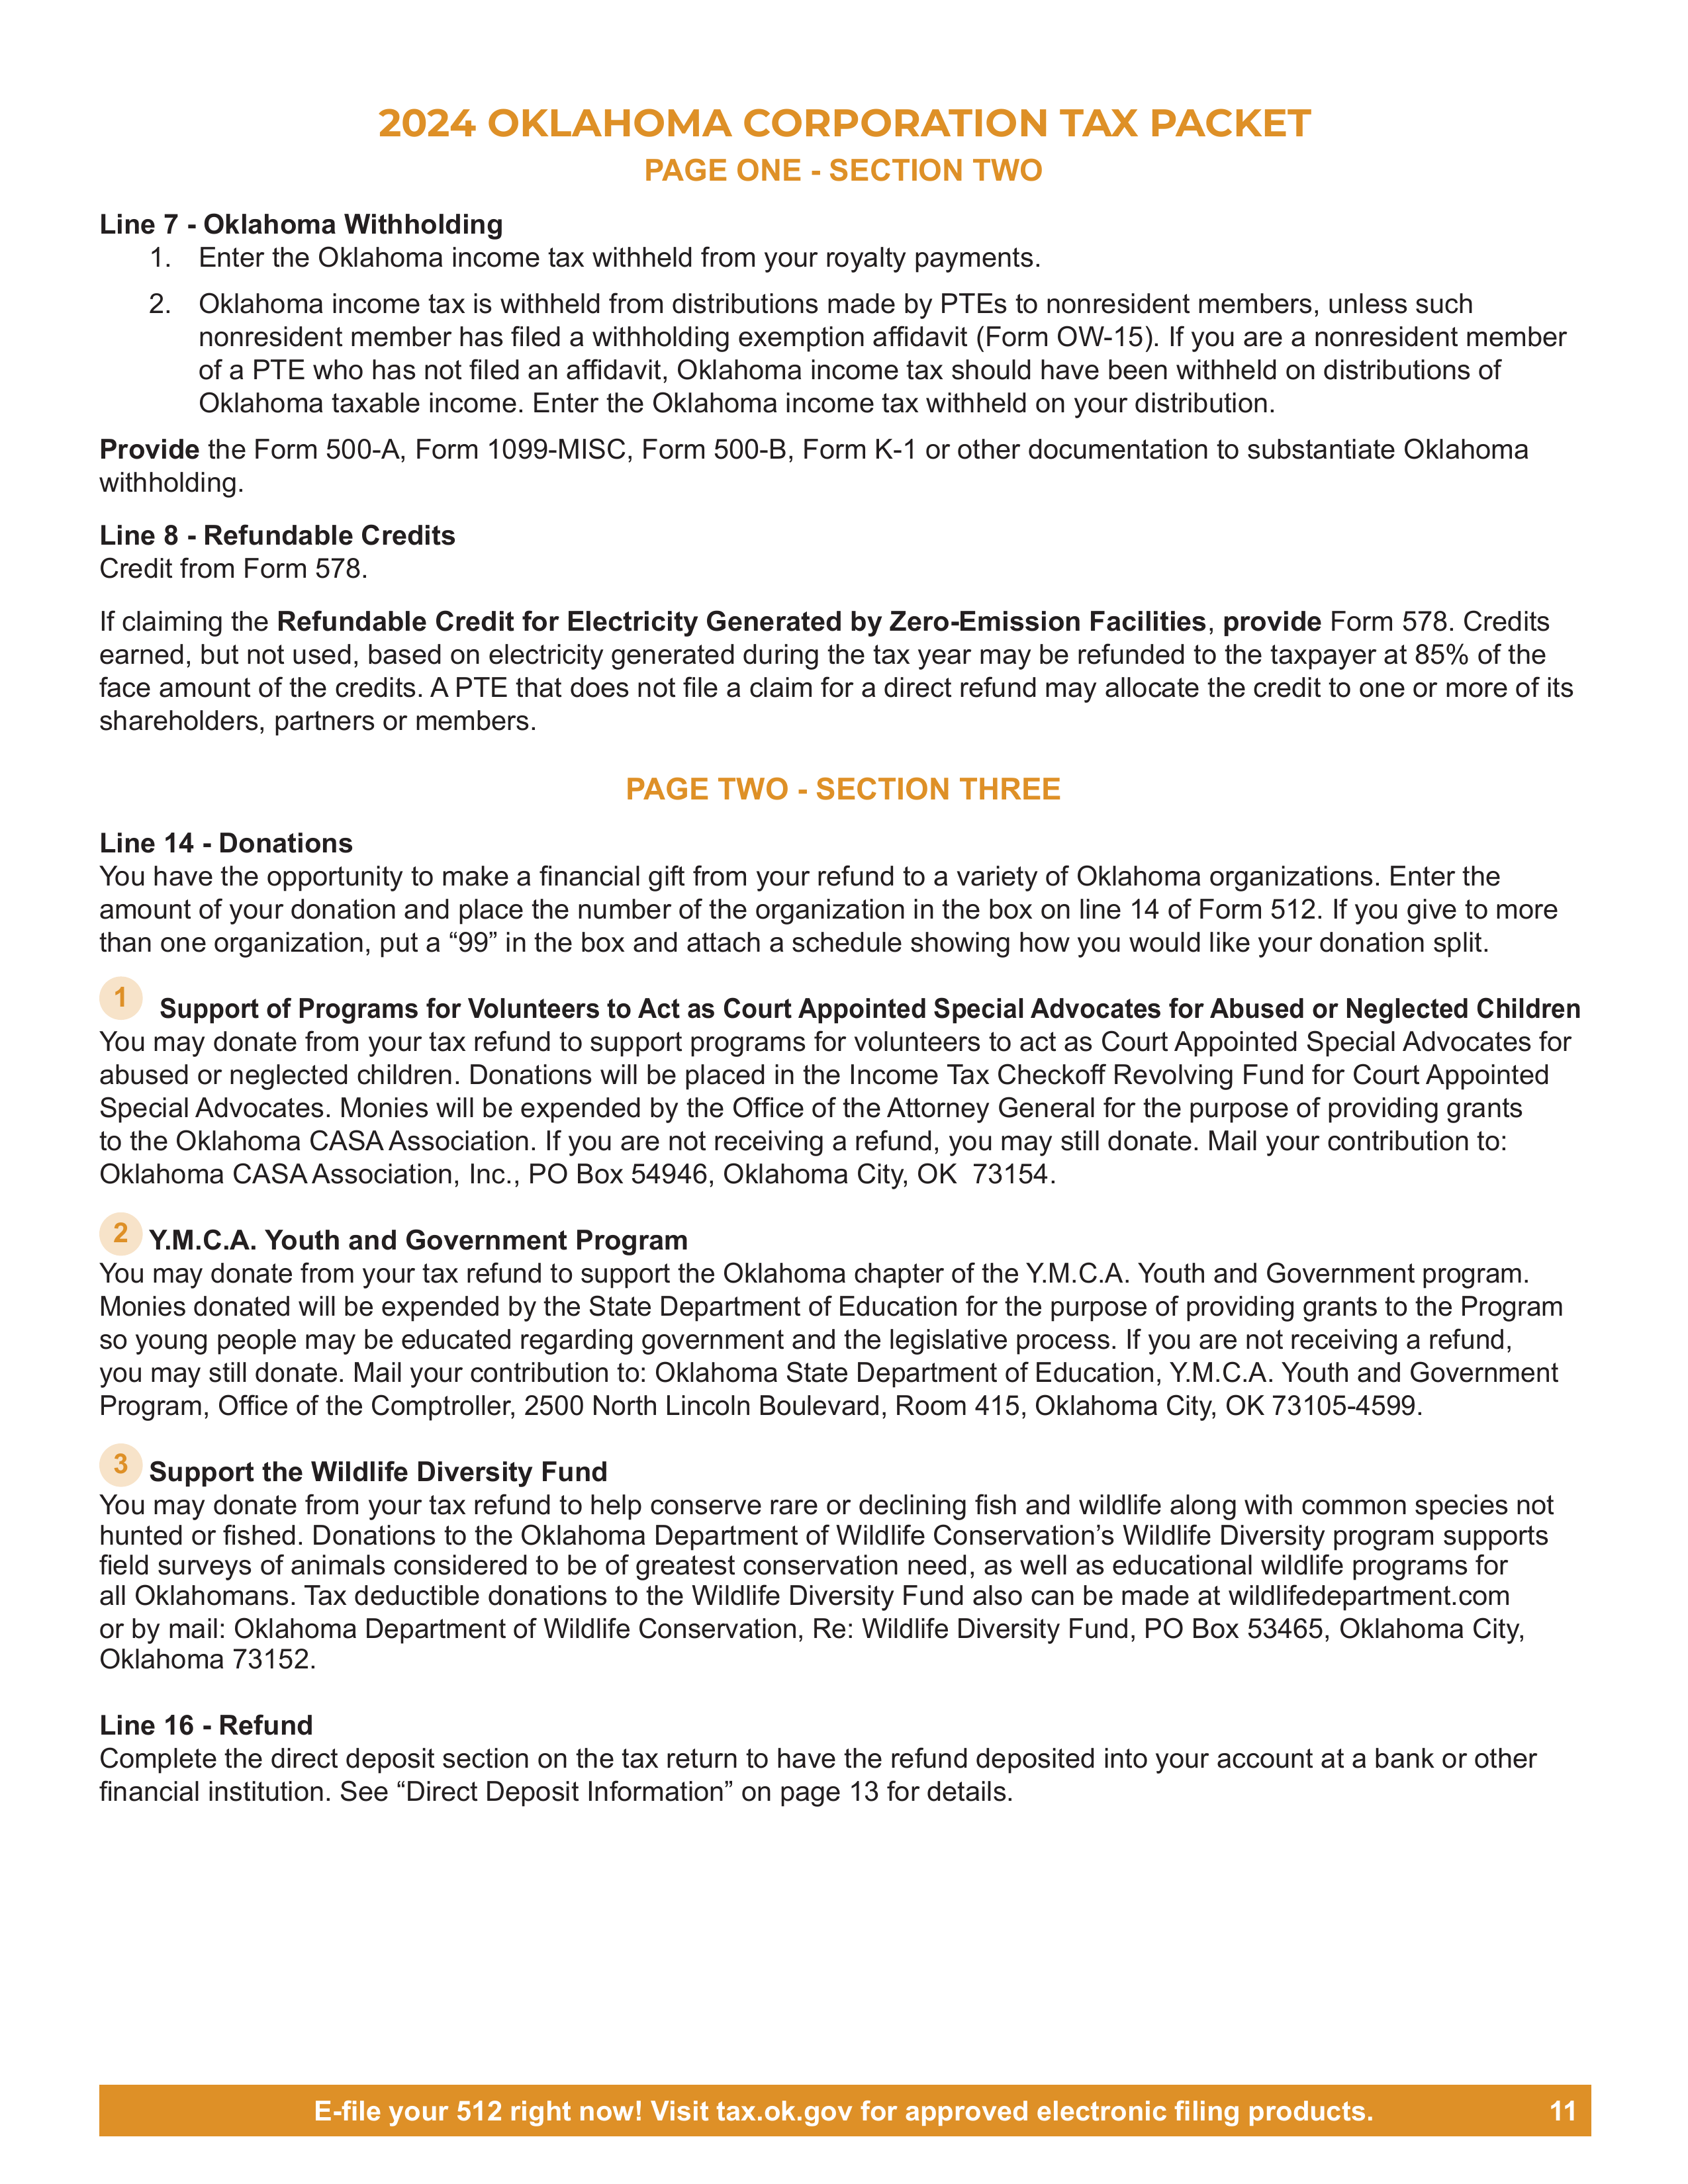 2024 OKLAHOMA CORPORATION TAX PACKET
PAGE ONE - SECTION TWO
Line 7 - Oklahoma Withholding
1. Enter the Oklahoma income tax withheld from your royalty payments.
2. Oklahoma income tax is withheld from distributions made by PTEs to nonresident members, unless such
nonresident member has filed a withholding exemption affidavit (Form OW-15). If you are a nonresident member
of a PTE who has not filed an affidavit, Oklahoma income tax should have been withheld on distributions of
Oklahoma taxable income. Enter the Oklahoma income tax withheld on your distribution.
Provide the Form 500-A, Form 1099-MISC, Form 500-B, Form K-1 or other documentation to substantiate Oklahoma
withholding.
Line 8 - Refundable Credits
Credit from Form 578.
If claiming the Refundable Credit for Electricity Generated by Zero-Emission Facilities, provide Form 578. Credits
earned, but not used, based on electricity generated during the tax year may be refunded to the taxpayer at 85% of the
face amount of the credits. A PTE that does not file a claim for a direct refund may allocate the credit to one or more of its
shareholders, partners or members.
PAGE TWO - SECTION THREE
Line 14 - Donations
You have the opportunity to make a financial gift from your refund to a variety of Oklahoma organizations. Enter the
amount of your donation and place the number of the organization in the box on line 14 of Form 512. If you give to more
than one organization, put a “99” in the box and attach a schedule showing how you would like your donation split.
1 Support of Programs for Volunteers to Act as Court Appointed Special Advocates for Abused or Neglected Children
You may donate from your tax refund to support programs for volunteers to act as Court Appointed Special Advocates for
abused or neglected children. Donations will be placed in the Income Tax Checkoff Revolving Fund for Court Appointed
Special Advocates. Monies will be expended by the Office of the Attorney General for the purpose of providing grants
to the Oklahoma CASA Association. If you are not receiving a refund, you may still donate. Mail your contribution to:
Oklahoma CASA Association, Inc., PO Box 54946, Oklahoma City, OK  73154.
2 Y.M.C.A. Youth and Government Program
You may donate from your tax refund to support the Oklahoma chapter of the Y.M.C.A. Youth and Government program.
Monies donated will be expended by the State Department of Education for the purpose of providing grants to the Program
so young people may be educated regarding government and the legislative process. If you are not receiving a refund,
you may still donate. Mail your contribution to: Oklahoma State Department of Education, Y.M.C.A. Youth and Government
Program, Office of the Comptroller, 2500 North Lincoln Boulevard, Room 415, Oklahoma City, OK 73105-4599.
3 Support the Wildlife Diversity Fund
You may donate from your tax refund to help conserve rare or declining fish and wildlife along with common species not
hunted or fished. Donations to the Oklahoma Department of Wildlife Conservation’s Wildlife Diversity program supports
field surveys of animals considered to be of greatest conservation need, as well as educational wildlife programs for
all Oklahomans. Tax deductible donations to the Wildlife Diversity Fund also can be made at wildlifedepartment.com
or by mail: Oklahoma Department of Wildlife Conservation, Re: Wildlife Diversity Fund, PO Box 53465, Oklahoma City,
Oklahoma 73152.
Line 16 - Refund
Complete the direct deposit section on the tax return to have the refund deposited into your account at a bank or other
financial institution. See “Direct Deposit Information” on page 13 for details.
E-file your 512 right now! Visit tax.ok.gov for approved electronic filing products. 11